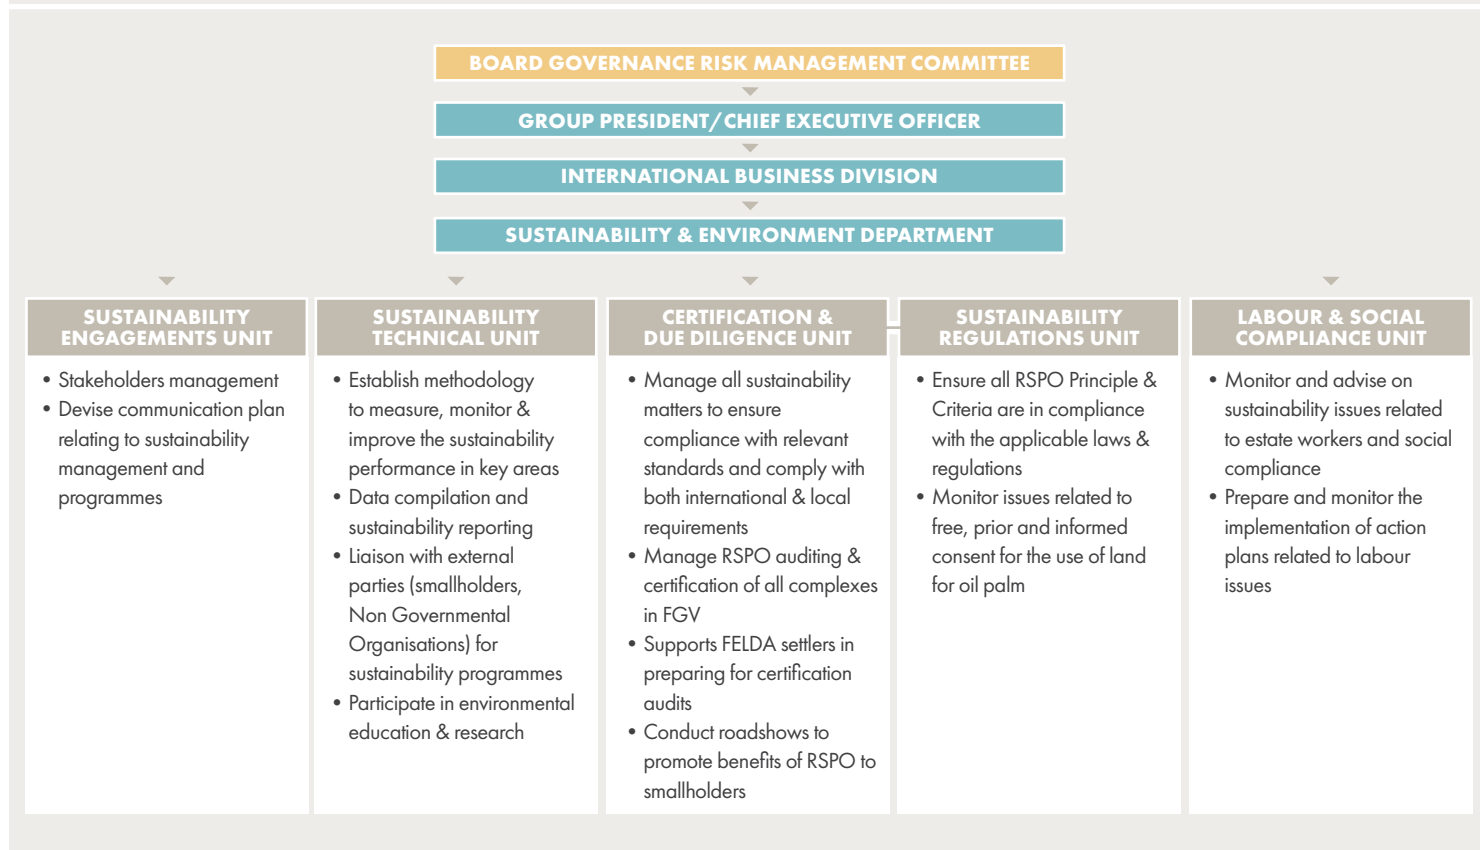 BOARD GOVERNANCE RISK MANAGEMENT COMMITTEE
GROUP PRESIDENT/CHIEF EXECUTIVE OFFICER
INTERNATIONAL BUSINESS DIVISION
SUSTAINABILITY & ENVIRONMENT DEPARTMENT
SUSTAINABILITY
ENGAGEMENTS UNIT
• Stakeholders management
• Devise communication plan
relating to sustainability
management and
programmes
SUSTAINABILITY
TECHNICAL UNIT
• Establish methodology
to measure, monitor &
improve the sustainability
performance in key areas
• Data compilation and
sustainability reporting
• Liaison with external
parties (smallholders,
Non Governmental
Organisations) for
sustainability programmes
• Participate in environmental
education & research
CERTIFICATION &
DUE DILIGENCE UNIT
• Manage all sustainability
matters to ensure
compliance with relevant
standards and comply with
both international & local
requirements
• Manage RSPO auditing &
certification of all complexes
in FGV
• Supports FELDA settlers in
preparing for certification
audits
• Conduct roadshows to
promote benefits of RSPO to
smallholders
SUSTAINABILITY
REGULATIONS UNIT
• Ensure all RSPO Principle &
Criteria are in compliance
with the applicable laws &
regulations
• Monitor issues related to
free, prior and informed
consent for the use of land
for oil palm
LABOUR & SOCIAL
COMPLIANCE UNIT
• Monitor and advise on
sustainability issues related
to estate workers and social
compliance
• Prepare and monitor the
implementation of action
plans related to labour
issues